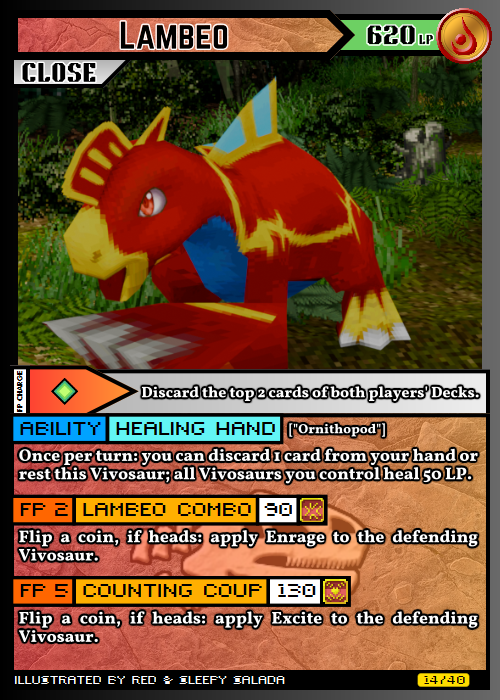 LAMBEO
620 LP
CLOSE
FP CHARGE
Discard the top 2 cards of both players' Decks.
ABILITY HEALING HAND ["Ornithopod"]
Once per turn: you can discard 1 card from your hand or
rest this Vivosaur; all Vivosaurs you control heal 50 LP.
FP 2 LAMBEO COMBO 90
Flip a coin, if heads: apply Enrage to the defending
Vivosaur.
FP 5 COUNTING COUP 130
Flip a coin, if heads: apply Excite to the defending
Vivosaur.
ILLUSTRATED BY RED & SLEEPY SALADA
14/40